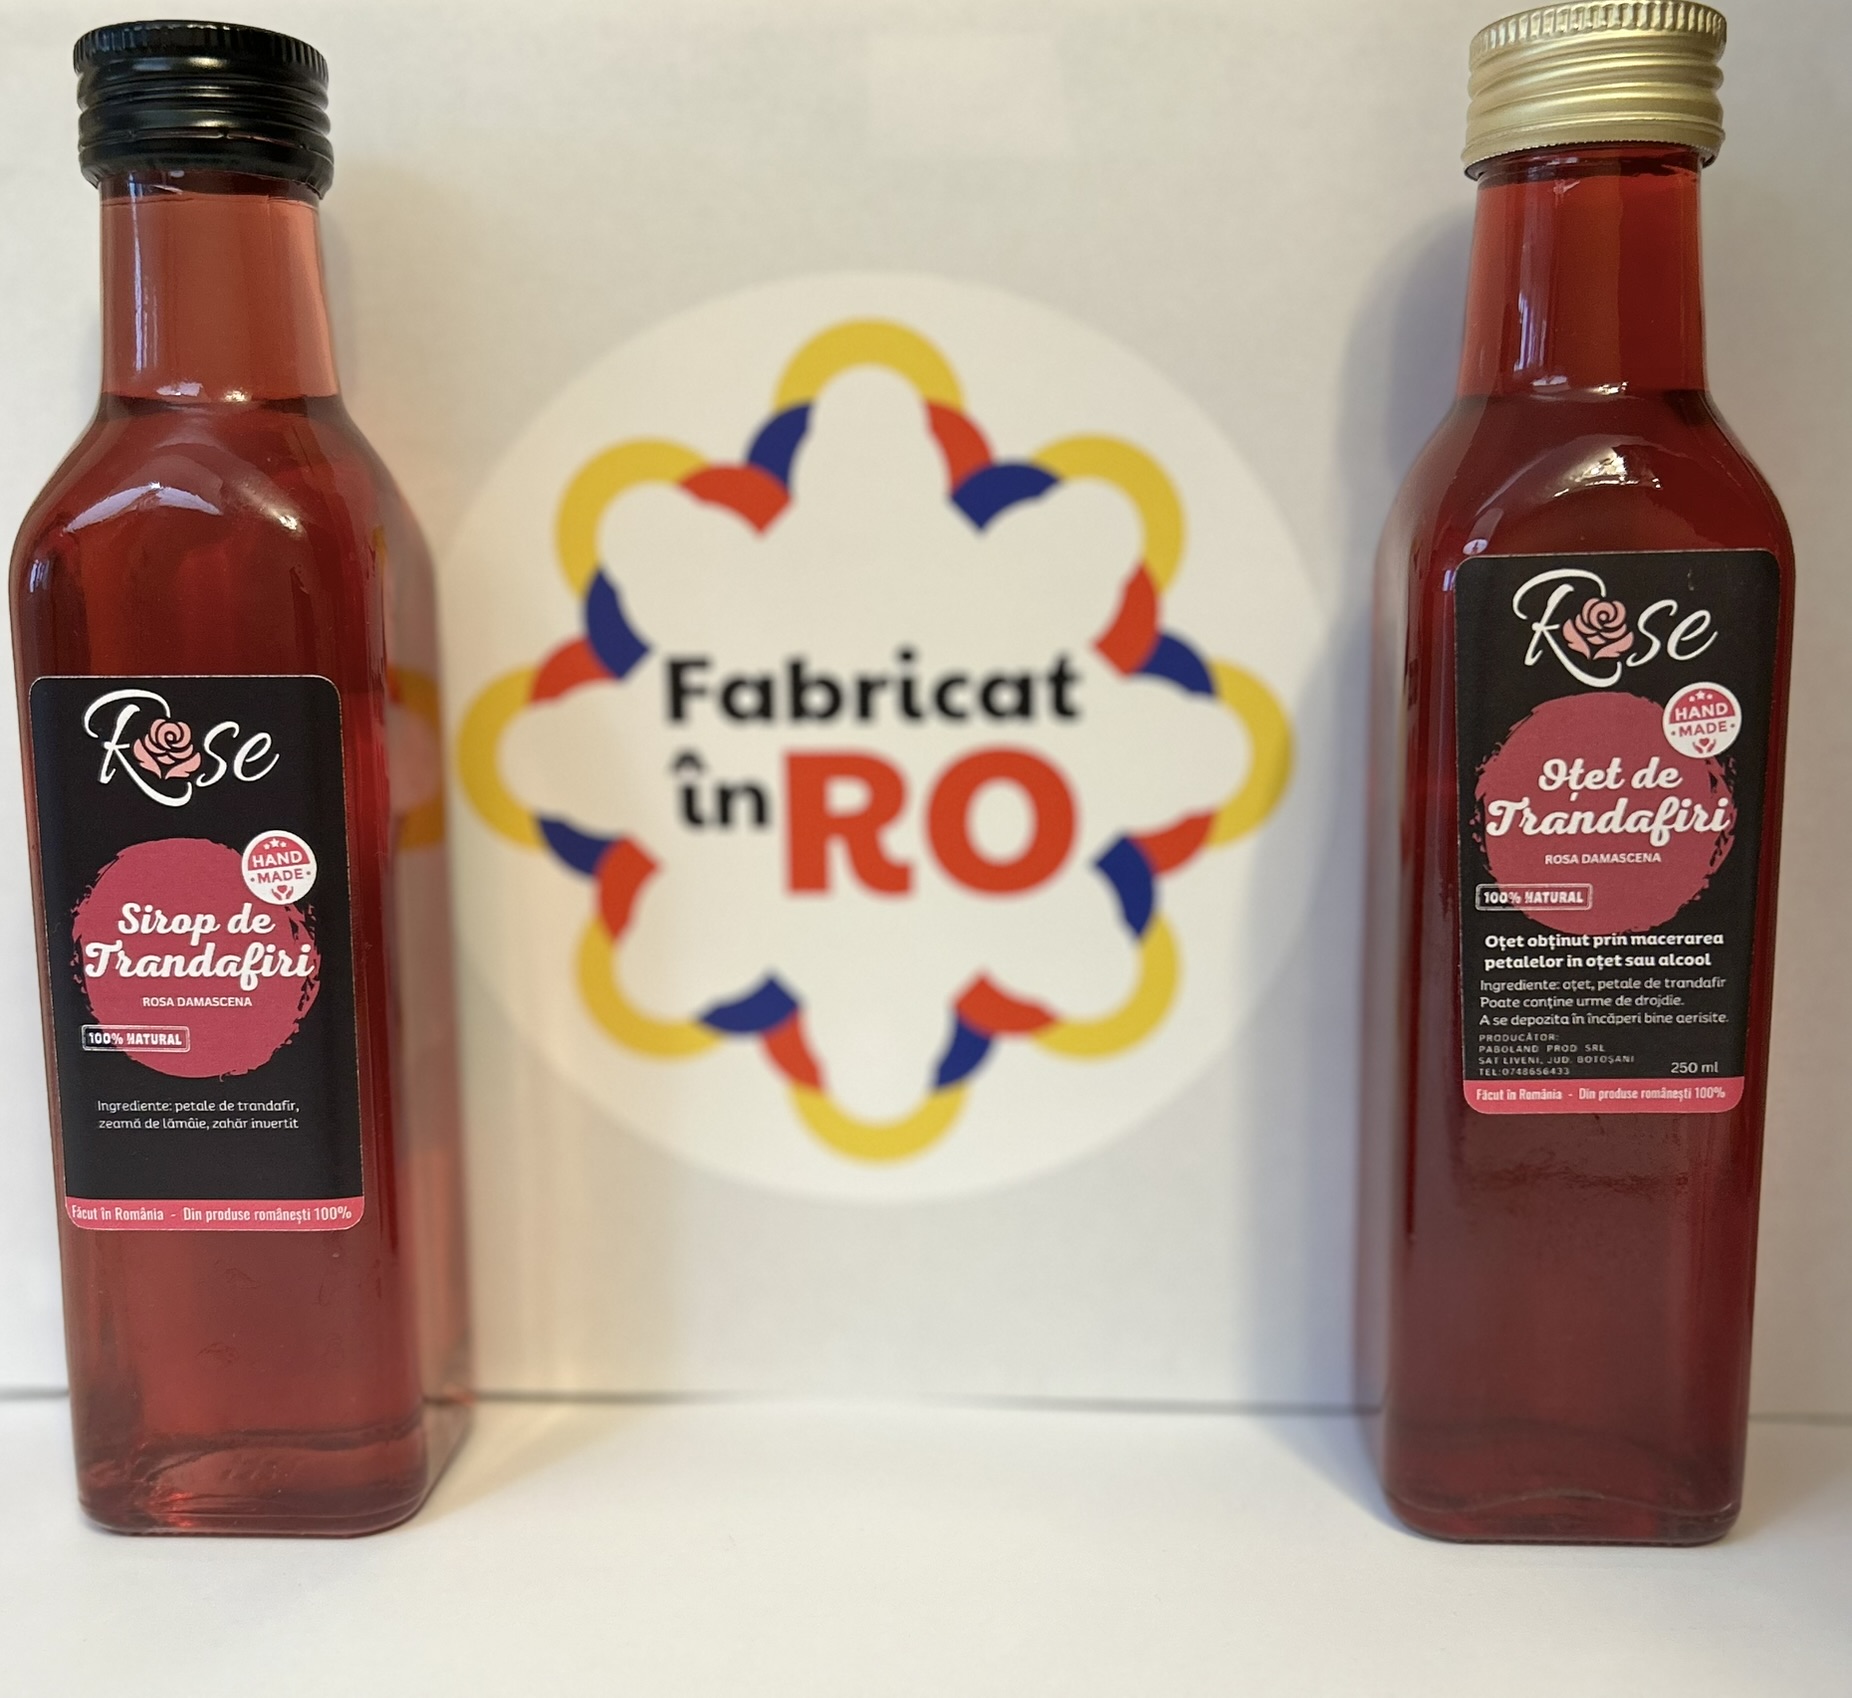 Rose
HAND
MADE
Sirop de
Trandafiri
ROSA DAMASCENA
100% NATURAL
Ingrediente: petale de trandafir,
zeamă de lămâie, zahăr invertit
Făcut în România - Din produse românești 100%
Fabricat
în RO
Rose
HAND
MADE
Oțet de
Trandafiri
ROSA DAMASCENA
100% NATURAL
Oțet obținut prin macerarea
petalelor in oțet sau alcool
Ingrediente: oțet, petale de trandafir
Poate conține urme de drojdie.
A se depozita în încăperi bine aerisite.
PRODUCĂTOR:
PABOLAND PROD SRL
SAT LIVENI, JUD. BOTOȘANI
TEL:0748656433
250 ml
Făcut în România - Din produse românești 100%